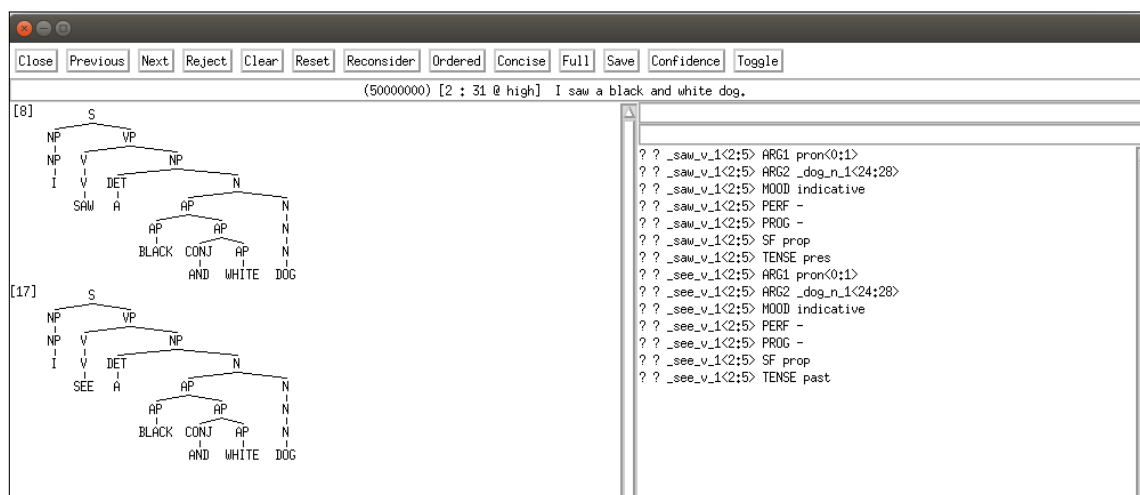 Close Previous Next Reject Clear Reset Reconsider Ordered Concise Full Save Confidence Toggle
(50000000) [2 : 31 @ high] I saw a black and white dog.
[8] S
NP VP
NP V NP
I V DET N
SAW A AP N
AP AP N
BLACK CONJ AP N
AND WHITE DOG
[17] S
NP VP
NP V NP
I V DET N
SEE A AP N
AP AP N
BLACK CONJ AP N
AND WHITE DOG
? ? _saw_v_1<2:5> ARG1 pron<0:1>
? ? _saw_v_1<2:5> ARG2 _dog_n_1<24:28>
? ? _saw_v_1<2:5> MOOD indicative
? ? _saw_v_1<2:5> PERF -
? ? _saw_v_1<2:5> PROG -
? ? _saw_v_1<2:5> SF prop
? ? _saw_v_1<2:5> TENSE pres
? ? _see_v_1<2:5> ARG1 pron<0:1>
? ? _see_v_1<2:5> ARG2 _dog_n_1<24:28>
? ? _see_v_1<2:5> MOOD indicative
? ? _see_v_1<2:5> PERF -
? ? _see_v_1<2:5> PROG -
? ? _see_v_1<2:5> SF prop
? ? _see_v_1<2:5> TENSE past